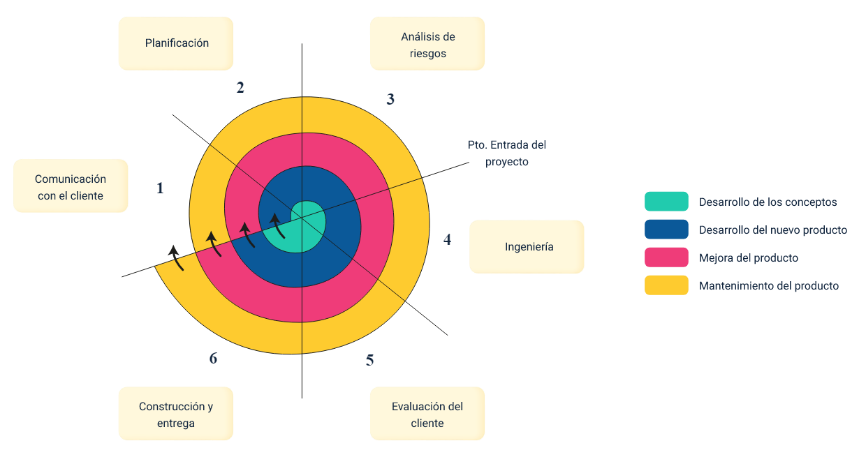 Planificación
Análisis de
riesgos
2
3
Pto. Entrada del
proyecto
Comunicación
con el cliente
1
4
Ingeniería
6
5
Construcción y
entrega
Evaluación del
cliente
Desarrollo de los conceptos
Desarrollo del nuevo producto
Mejora del producto
Mantenimiento del producto